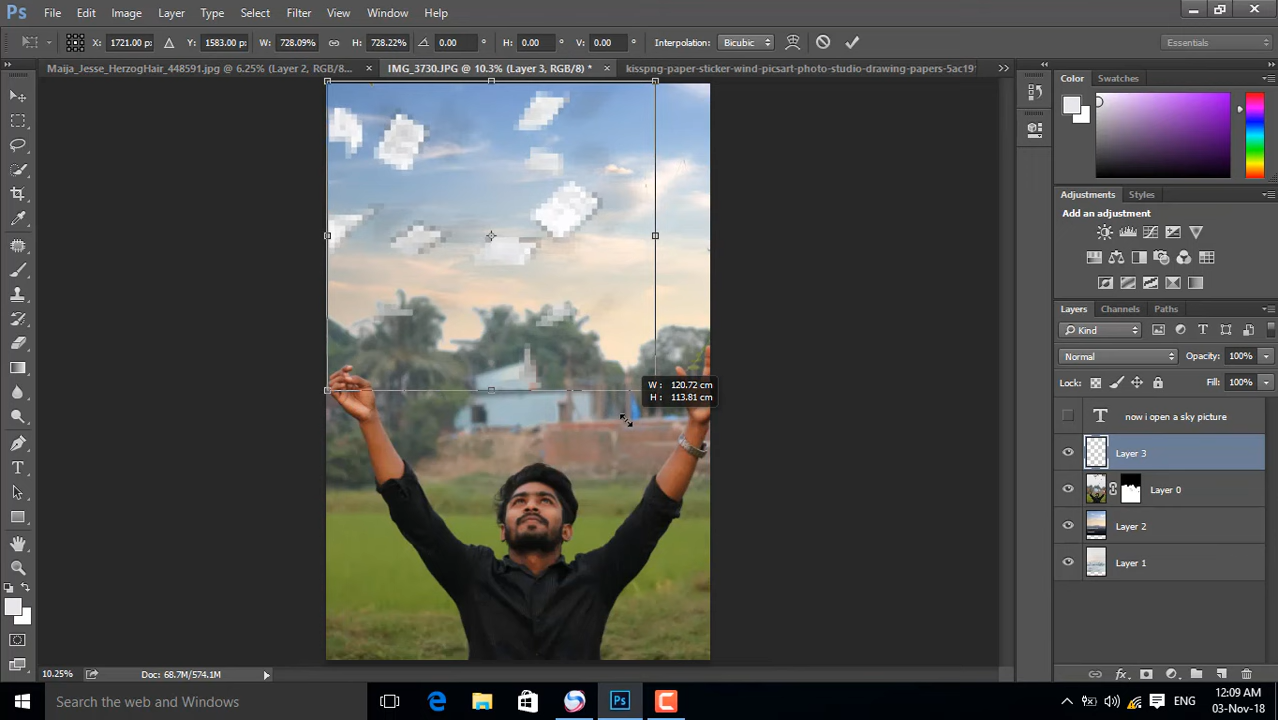 Ps File Edit Image Layer Type Select Filter 3D View Window Help
X: 1721.00 p: Y: 1583.00 p: W: 728.09% H: 728.22% 0.00 ° H: 0.00 ° V: 0.00 ° Interpolation: Bicubic Essentials
Maija_Jesse_HerzogHair_448591.jpg @ 6.25% (Layer 2, RGB/8... × IMG_3730.JPG @ 10.3% (Layer 3, RGB/8) * × kisspng-paper-sticker-wind-picsart-photo-studio-drawing-papers-5ac19
Color Swatches
Adjustments Styles
Add an adjustment
Layers Channels Paths
Kind
Normal Opacity: 100%
Lock: Fill: 100%
T now i open a sky picture
Layer 3
Layer 0
Layer 2
Layer 1
W: 120.72 cm
H: 113.81 cm
10.25% Doc: 68.7M/574.1M
Search the web and Windows
ENG
12:09 AM
03-Nov-18